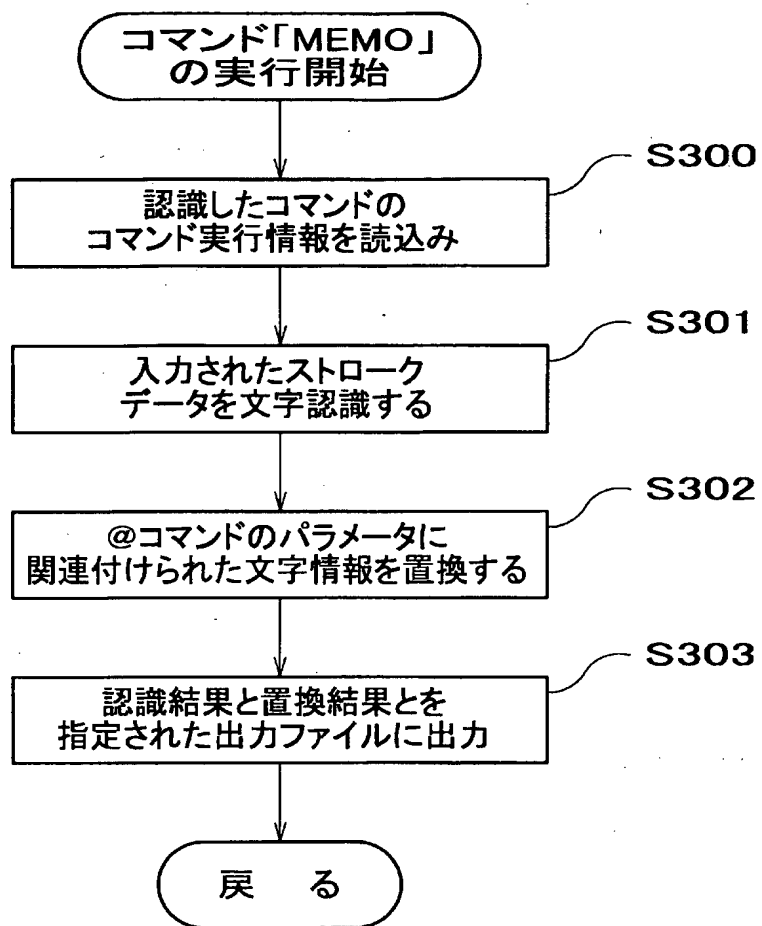 コマンド「MEMO」
の実行開始
S300
認識したコマンドの
コマンド実行情報を読込み
S301
入力されたストローク
データを文字認識する
S302
@コマンドのパラメータに
関連付けられた文字情報を置換する
S303
認識結果と置換結果とを
指定された出力ファイルに出力
戻 る